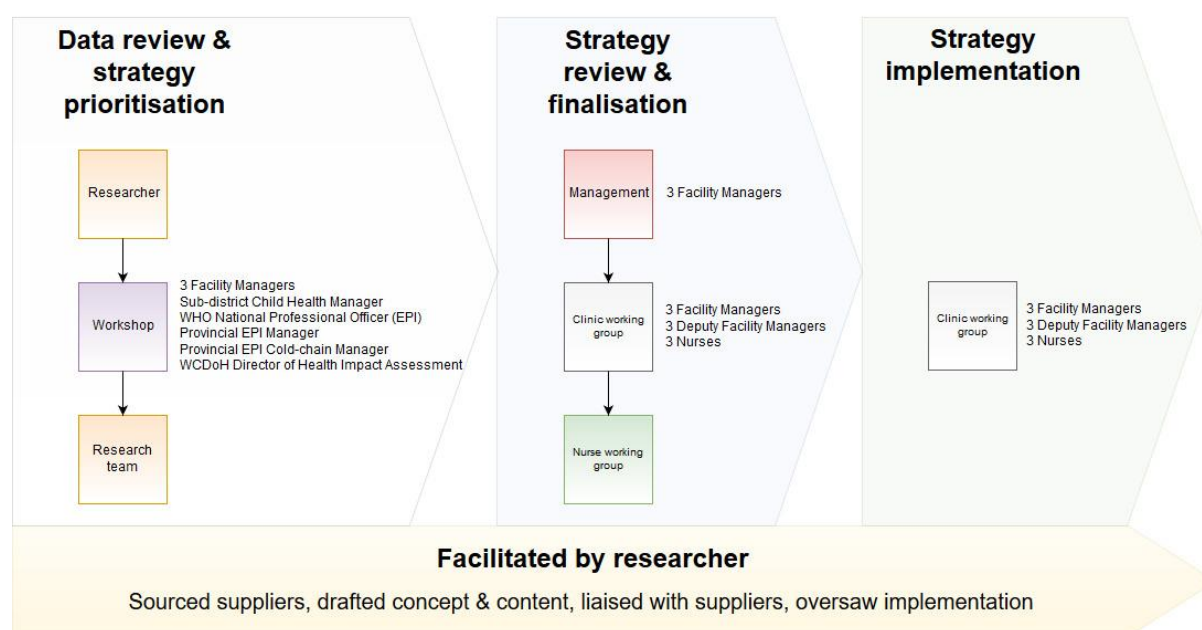 Data review &
strategy
prioritisation
Researcher
Workshop
3 Facility Managers
Sub-district Child Health Manager
WHO National Professional Officer (EPI)
Provincial EPI Manager
Provincial EPI Cold-chain Manager
WCDoH Director of Health Impact Assessment
Research
team
Strategy
review &
finalisation
Management
3 Facility Managers
Clinic working
group
3 Facility Managers
3 Deputy Facility Managers
3 Nurses
Nurse working
group
Strategy
implementation
Clinic working
group
3 Facility Managers
3 Deputy Facility Managers
3 Nurses
Facilitated by researcher
Sourced suppliers, drafted concept & content, liaised with suppliers, oversaw implementation